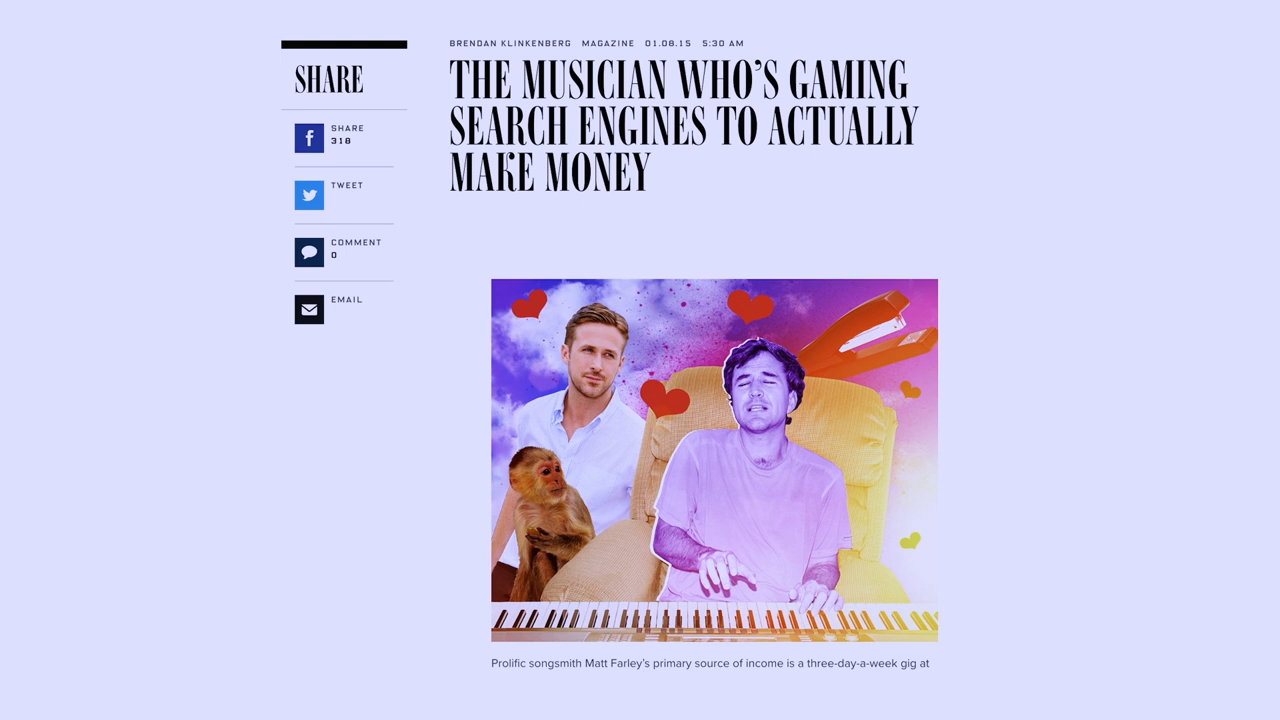 SHARE
SHARE
318
TWEET
COMMENT
0
EMAIL
BRENDAN KLINKENBERG MAGAZINE 01.08.15 5:30 AM
THE MUSICIAN WHO'S GAMING
SEARCH ENGINES TO ACTUALLY
MAKE MONEY
Prolific songsmith Matt Farley's primary source of income is a three-day-a-week gig at